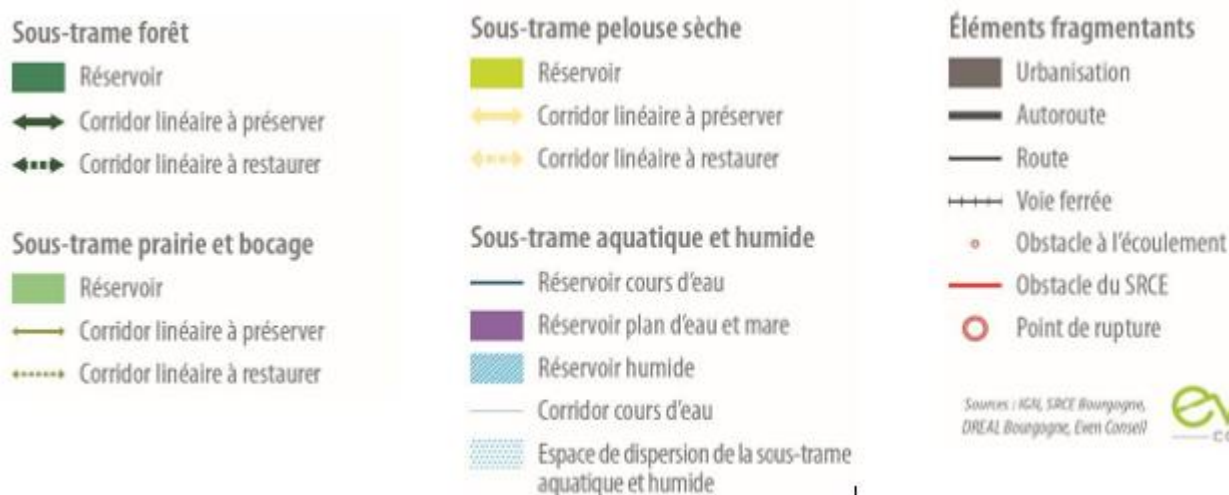 Sous-trame forêt
Réservoir
Corridor linéaire à préserver
Corridor linéaire à restaurer
Sous-trame prairie et bocage
Réservoir
Corridor linéaire à préserver
Corridor linéaire à restaurer
Sous-trame pelouse sèche
Réservoir
Corridor linéaire à préserver
Corridor linéaire à restaurer
Sous-trame aquatique et humide
Réservoir cours d'eau
Réservoir plan d'eau et mare
Réservoir humide
Corridor cours d'eau
Espace de dispersion de la sous-trame
aquatique et humide
Éléments fragmentants
Urbanisation
Autoroute
Route
Voie ferrée
Obstacle à l'écoulement
Obstacle du SRCE
Point de rupture
Sources : IGN, SRCE Bourgogne,
DREAL Bourgogne, Even Conseil